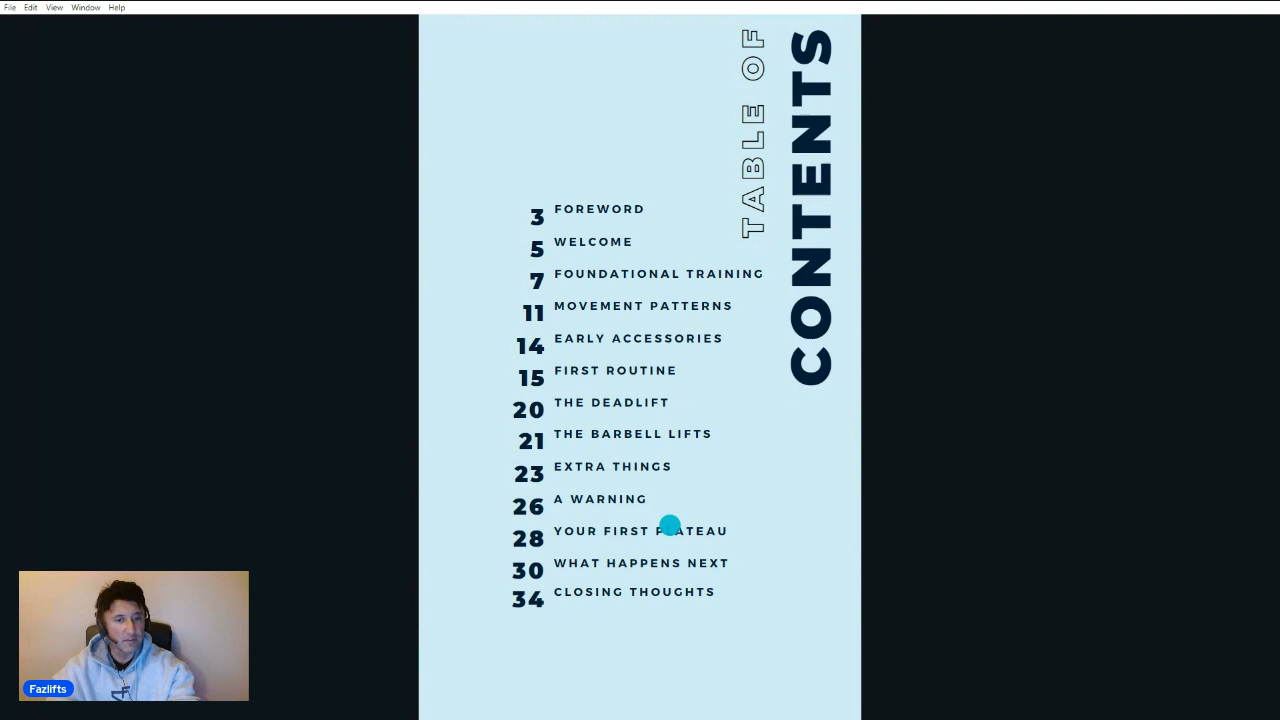 File Edit View Window Help
TABLE OF
CONTENTS
3 FOREWORD
5 WELCOME
7 FOUNDATIONAL TRAINING
11 MOVEMENT PATTERNS
14 EARLY ACCESSORIES
15 FIRST ROUTINE
20 THE DEADLIFT
21 THE BARBELL LIFTS
23 EXTRA THINGS
26 A WARNING
28 YOUR FIRST PLATEAU
30 WHAT HAPPENS NEXT
34 CLOSING THOUGHTS
Fazlifts